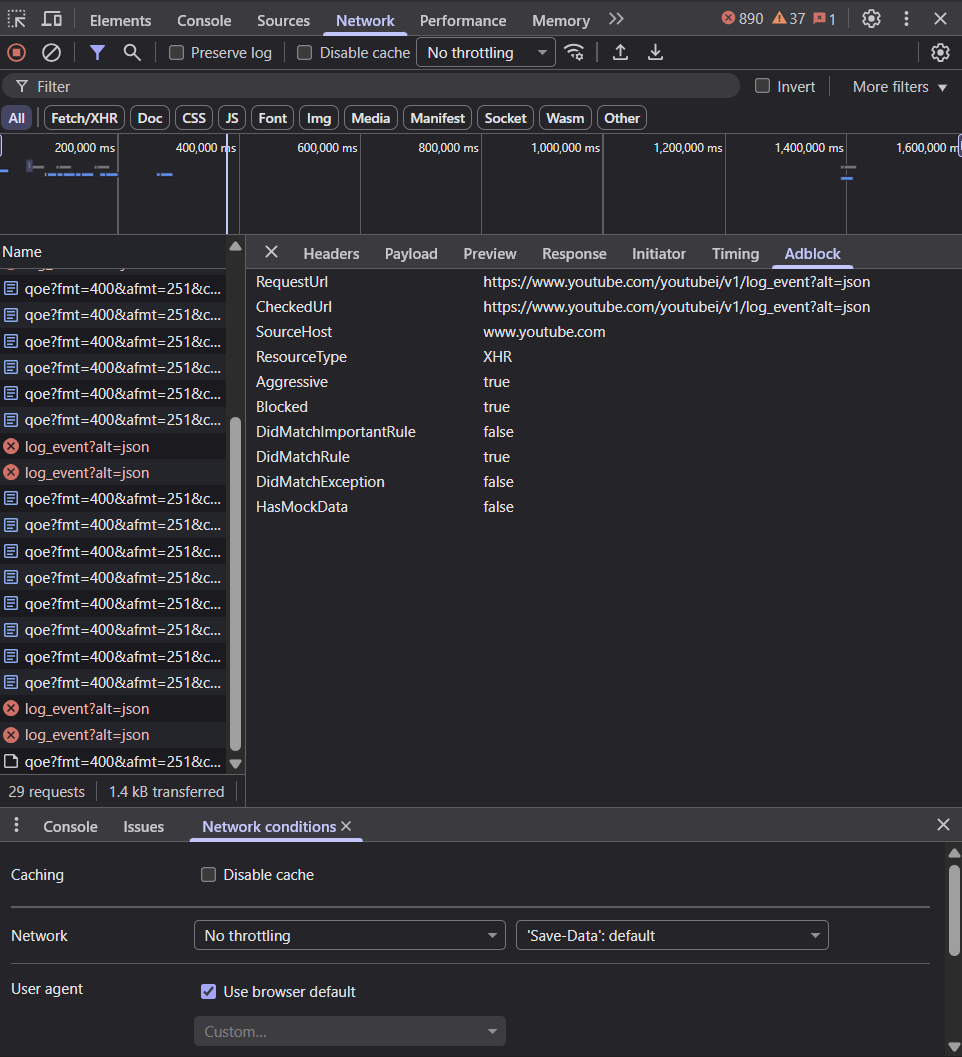 Elements Console Sources Network Performance Memory 890 37 1
Preserve log Disable cache No throttling
Filter Invert More filters
All Fetch/XHR Doc CSS JS Font Img Media Manifest Socket Wasm Other
200,000 ms 400,000 ms 600,000 ms 800,000 ms 1,000,000 ms 1,200,000 ms 1,400,000 ms 1,600,000 m
Name
qoe?fmt=400&afmt=251&c...
qoe?fmt=400&afmt=251&c...
qoe?fmt=400&afmt=251&c...
qoe?fmt=400&afmt=251&c...
qoe?fmt=400&afmt=251&c...
qoe?fmt=400&afmt=251&c...
log_event?alt=json
log_event?alt=json
qoe?fmt=400&afmt=251&c...
qoe?fmt=400&afmt=251&c...
qoe?fmt=400&afmt=251&c...
qoe?fmt=400&afmt=251&c...
qoe?fmt=400&afmt=251&c...
qoe?fmt=400&afmt=251&c...
qoe?fmt=400&afmt=251&c...
qoe?fmt=400&afmt=251&c...
log_event?alt=json
log_event?alt=json
qoe?fmt=400&afmt=251&c...
29 requests 1.4 kB transferred
Headers Payload Preview Response Initiator Timing Adblock
RequestUrl https://www.youtube.com/youtubei/v1/log_event?alt=json
CheckedUrl https://www.youtube.com/youtubei/v1/log_event?alt=json
SourceHost www.youtube.com
ResourceType XHR
Aggressive true
Blocked true
DidMatchImportantRule false
DidMatchRule true
DidMatchException false
HasMockData false
Console Issues Network conditions
Caching Disable cache
Network No throttling 'Save-Data': default
User agent Use browser default
Custom...